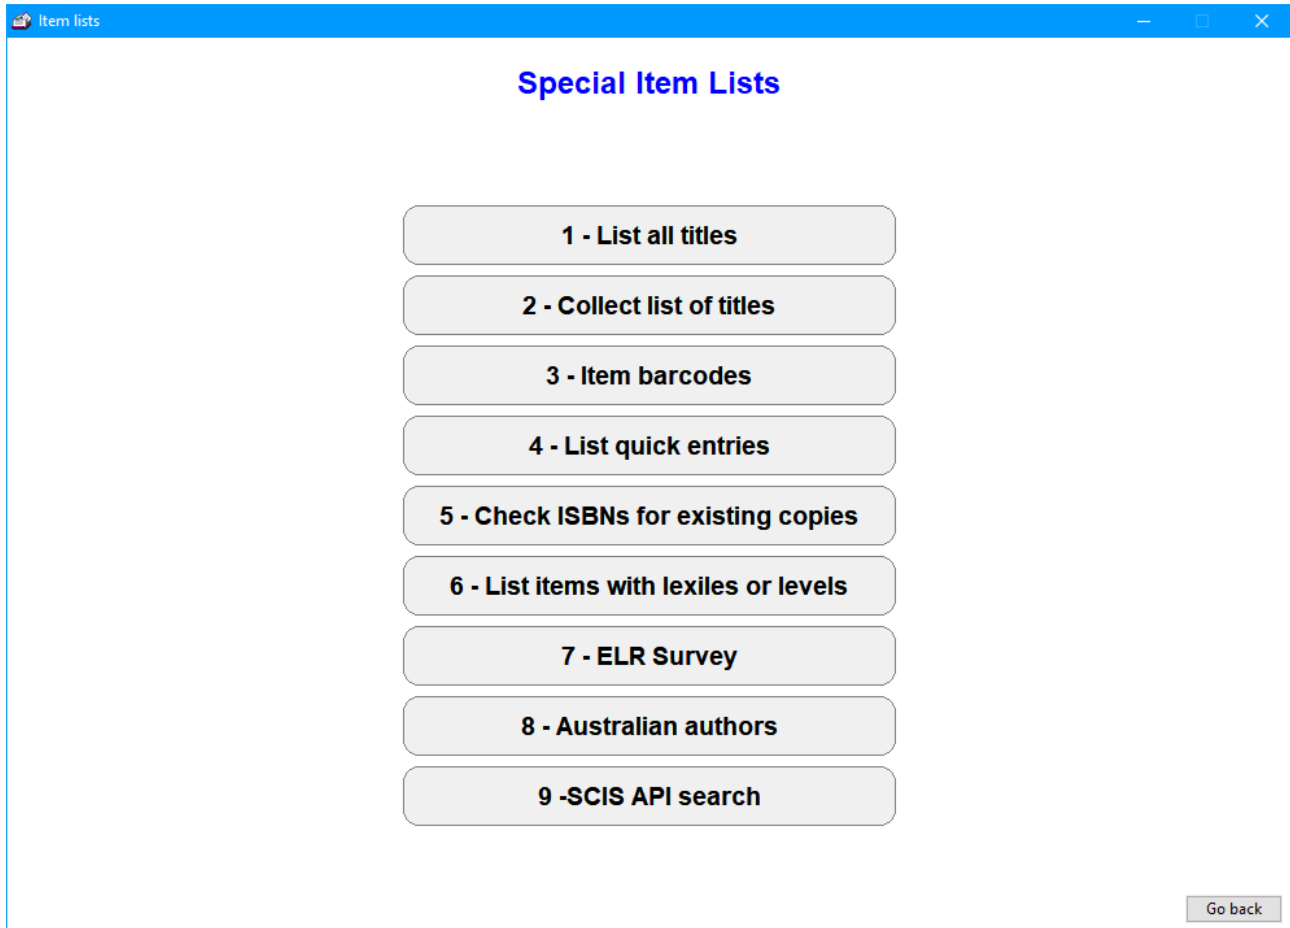 Item lists
Special Item Lists
1 - List all titles
2 - Collect list of titles
3 - Item barcodes
4 - List quick entries
5 - Check ISBNs for existing copies
6 - List items with lexiles or levels
7 - ELR Survey
8 - Australian authors
9 -SCIS API search
Go back